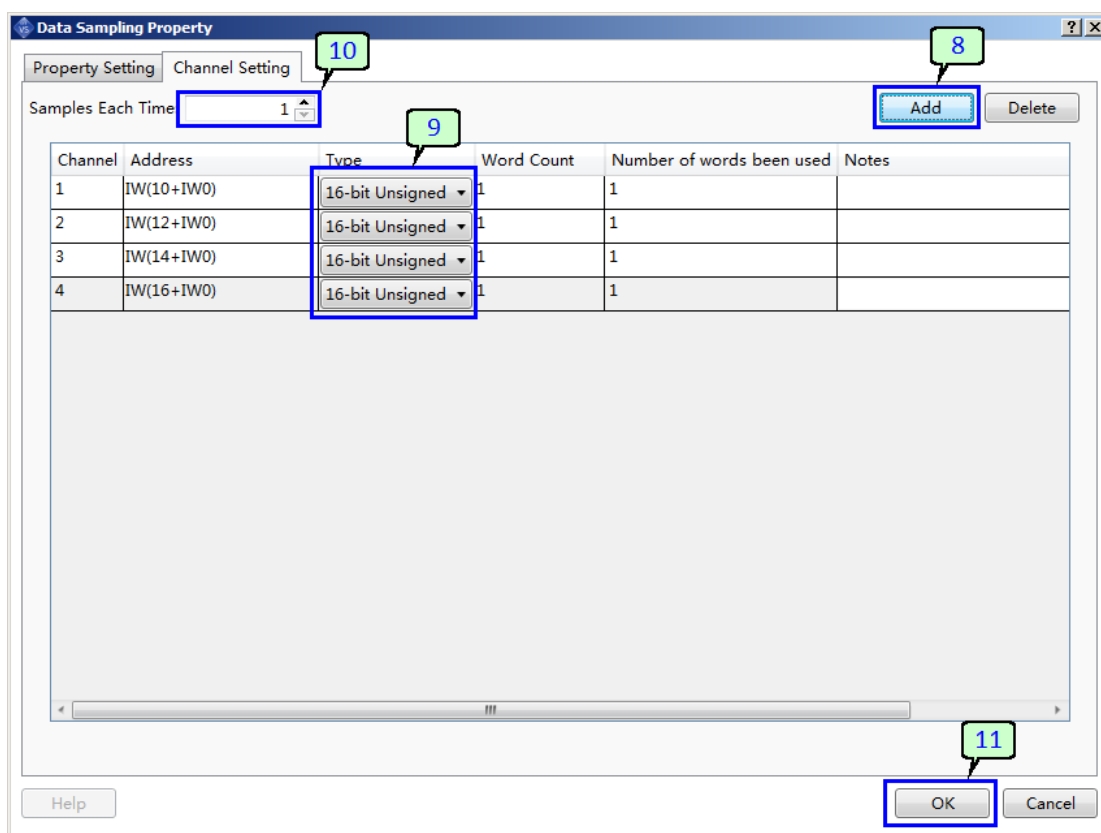 VS Data Sampling Property ? X
10
8
Property Setting Channel Setting
Samples Each Time 1
Add Delete
9
Channel Address Type Word Count Number of words been used Notes
1 IW(10+IW0) 16-bit Unsigned 1 1
2 IW(12+IW0) 16-bit Unsigned 1 1
3 IW(14+IW0) 16-bit Unsigned 1 1
4 IW(16+IW0) 16-bit Unsigned 1 1
11
Help OK Cancel